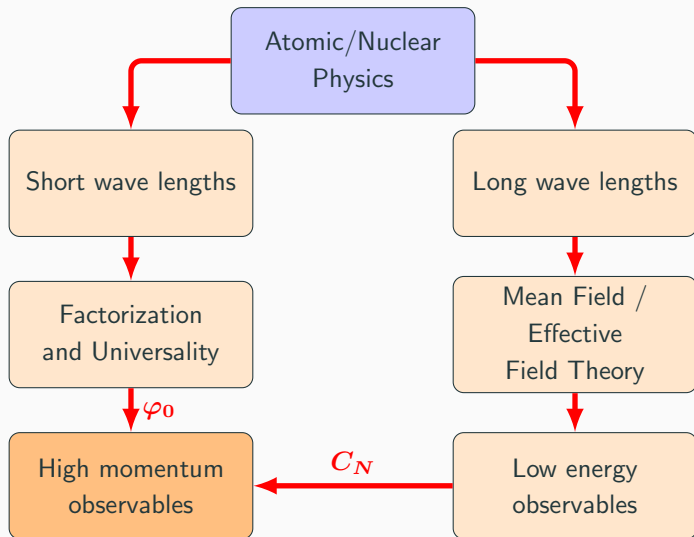 Atomic/Nuclear
Physics
Short wave lengths
Long wave lengths
Factorization
and Universality
Mean Field /
Effective
Field Theory
φ₀
High momentum
observables
C_N
Low energy
observables